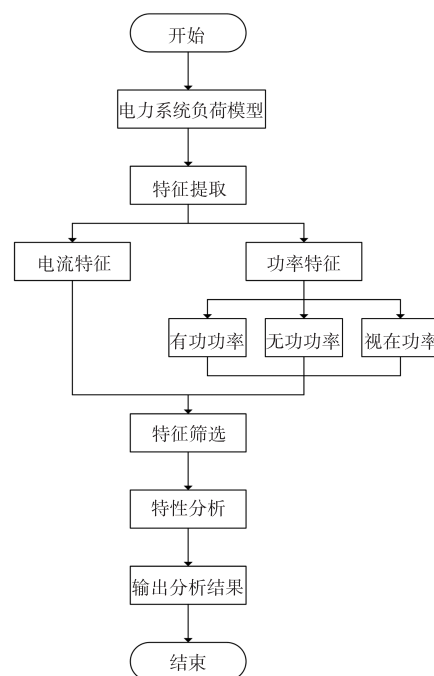 开始
电力系统负荷模型
特征提取
电流特征
功率特征
有功功率
无功功率
视在功率
特征筛选
特性分析
输出分析结果
结束